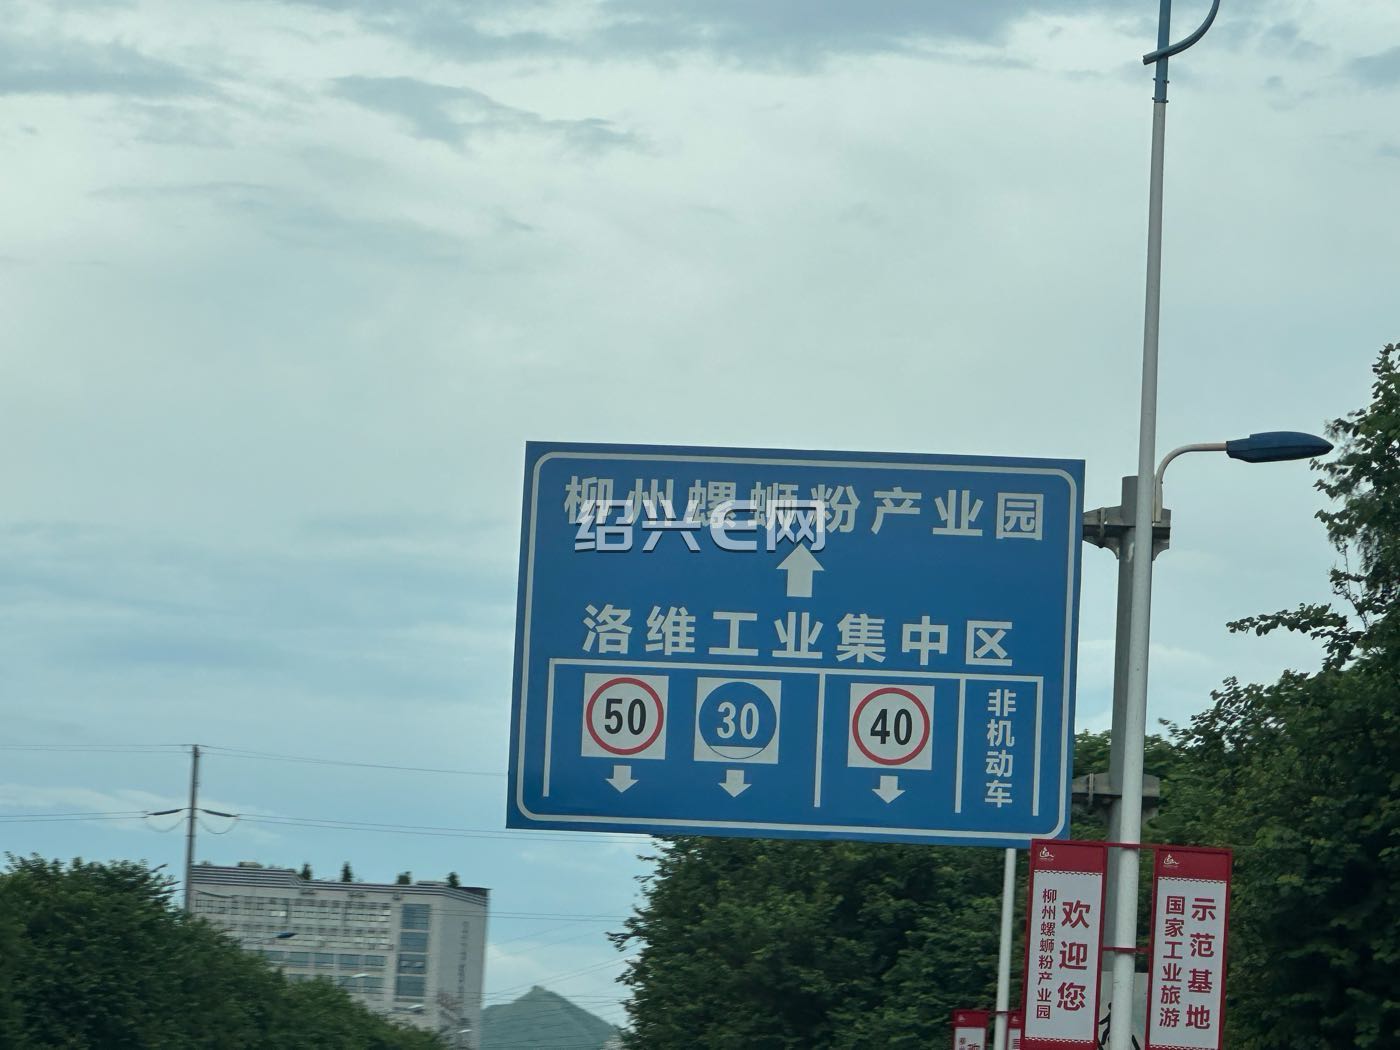 柳州螺蛳粉产业园
绍兴E网
洛维工业集中区
50
30
40
非机动车
欢迎您
柳州螺蛳粉产业园
示范基地
国家工业旅游